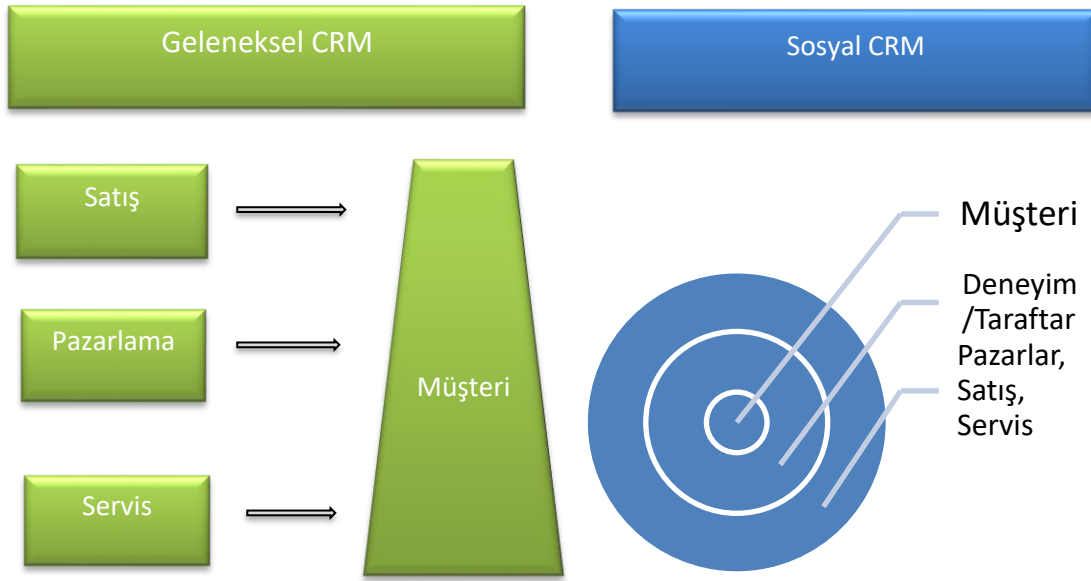 Geleneksel CRM
Sosyal CRM
Satış
Pazarlama
Servis
Müşteri
Müşteri
Deneyim
/Taraftar
Pazarlar,
Satış,
Servis